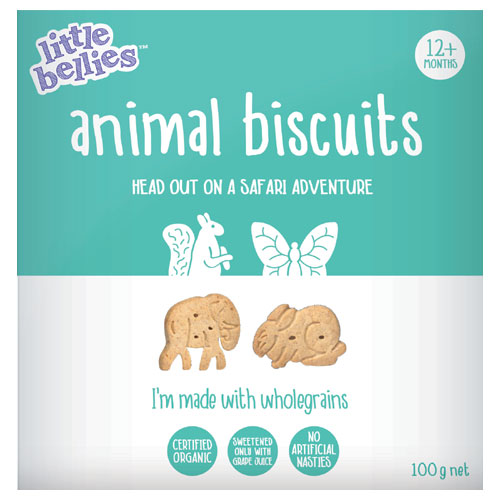 little
bellies™
12+
MONTHS
animal biscuits
HEAD OUT ON A SAFARI ADVENTURE
I'm made with wholegrains
CERTIFIED
ORGANIC
SWEETENED
ONLY WITH
GRAPE JUICE
NO
ARTIFICIAL
NASTIES
100g net